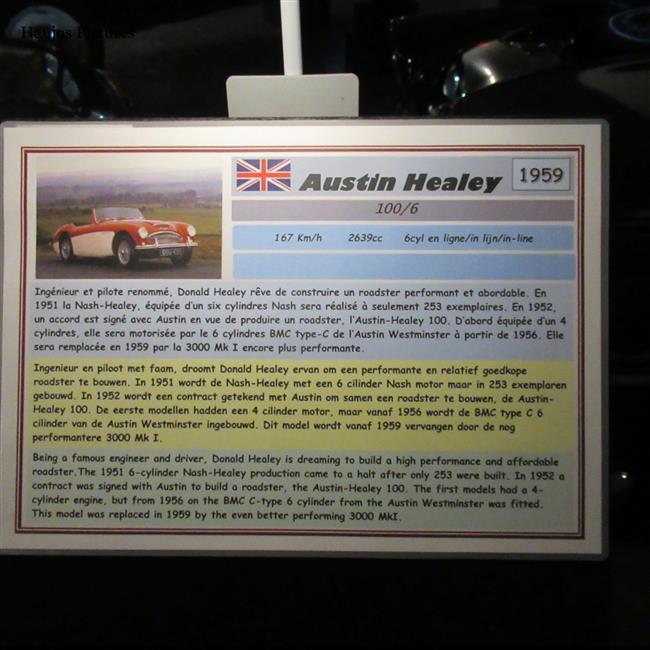 Haujos Pictures
Austin Healey
1959
100/6
167 Km/h 2639cc 6cyl en ligne/in lijn/in-line
Ingénieur et pilote renommé, Donald Healey rêve de construire un roadster performant et abordable. En
1951 la Nash-Healey, équipée d'un six cylindres Nash sera réalisé à seulement 253 exemplaires. En 1952,
un accord est signé avec Austin en vue de produire un roadster, l'Austin-Healey 100. D'abord équipée d'un 4
cylindres, elle sera motorisée par le 6 cylindres BMC type-C de l'Austin Westminster à partir de 1956. Elle
sera remplacée en 1959 par la 3000 Mk I encore plus performante.
Ingenieur en piloot met faam, droomt Donald Healey ervan om een performante en relatief goedkope
roadster te bouwen. In 1951 wordt de Nash-Healey met een 6 cilinder Nash motor maar in 253 exemplaren
gebouwd. In 1952 wordt een contract getekend met Austin om samen een roadster te bouwen, de Austin-
Healey 100. De eerste modellen hadden een 4 cilinder motor, maar vanaf 1956 wordt de BMC type C 6
cilinder van de Austin Westminster ingebouwd. Dit model wordt vanaf 1959 vervangen door de nog
performantere 3000 Mk I.
Being a famous engineer and driver, Donald Healey is dreaming to build a high performance and affordable
roadster.The 1951 6-cylinder Nash-Healey production came to a halt after only 253 were built. In 1952 a
contract was signed with Austin to build a roadster, the Austin-Healey 100. The first models had a 4-
cylinder engine, but from 1956 on the BMC C-type 6 cylinder from the Austin Westminster was fitted.
This model was replaced in 1959 by the even better performing 3000 MkI.